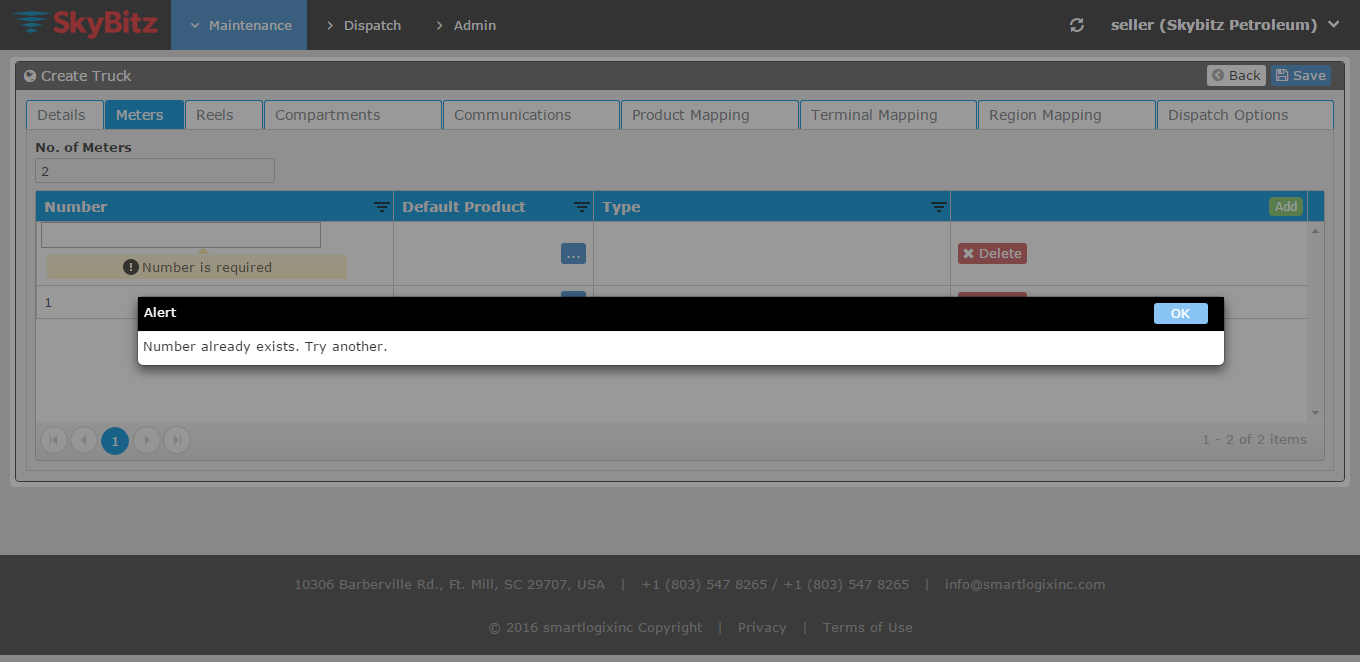 SkyBitz Maintenance Dispatch Admin seller (Skybitz Petroleum)
Create Truck Back Save
Details Meters Reels Compartments Communications Product Mapping Terminal Mapping Region Mapping Dispatch Options
No. of Meters
2
Number Default Product Type Add
... Delete
Number is required
1
Alert OK
Number already exists. Try another.
1 1 - 2 of 2 items
10306 Barberville Rd., Ft. Mill, SC 29707, USA | +1 (803) 547 8265 / +1 (803) 547 8265 | info@smartlogixinc.com
© 2016 smartlogixinc Copyright | Privacy | Terms of Use